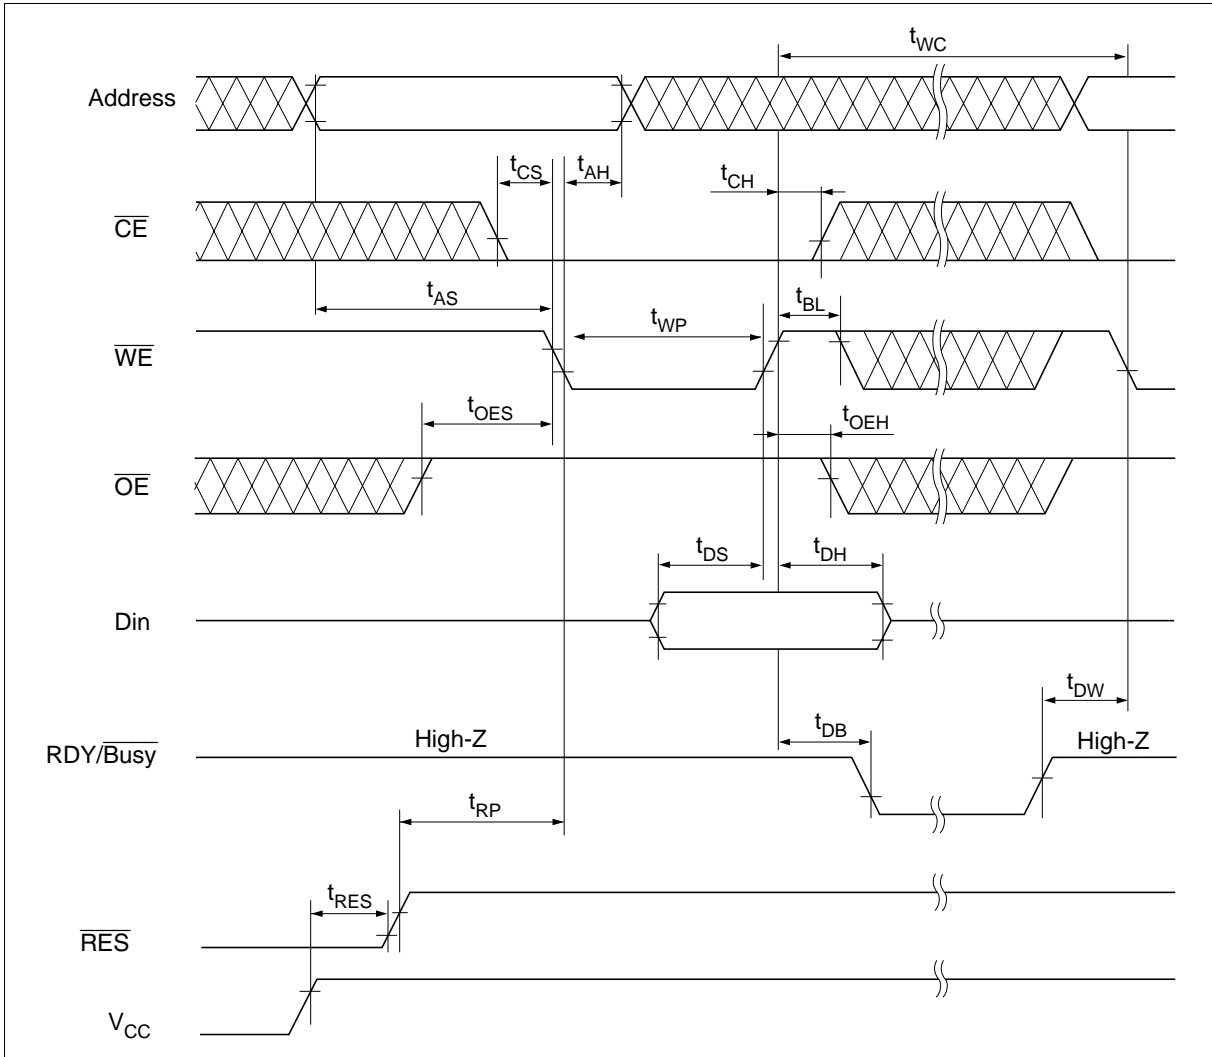 tWC
Address
tCS
tAH
tCH
CE
tAS
tBL
tWP
WE
tOES
tOEH
OE
tDS
tDH
Din
tDW
tDB
RDY/Busy
High-Z
High-Z
tRP
tRES
RES
VCC